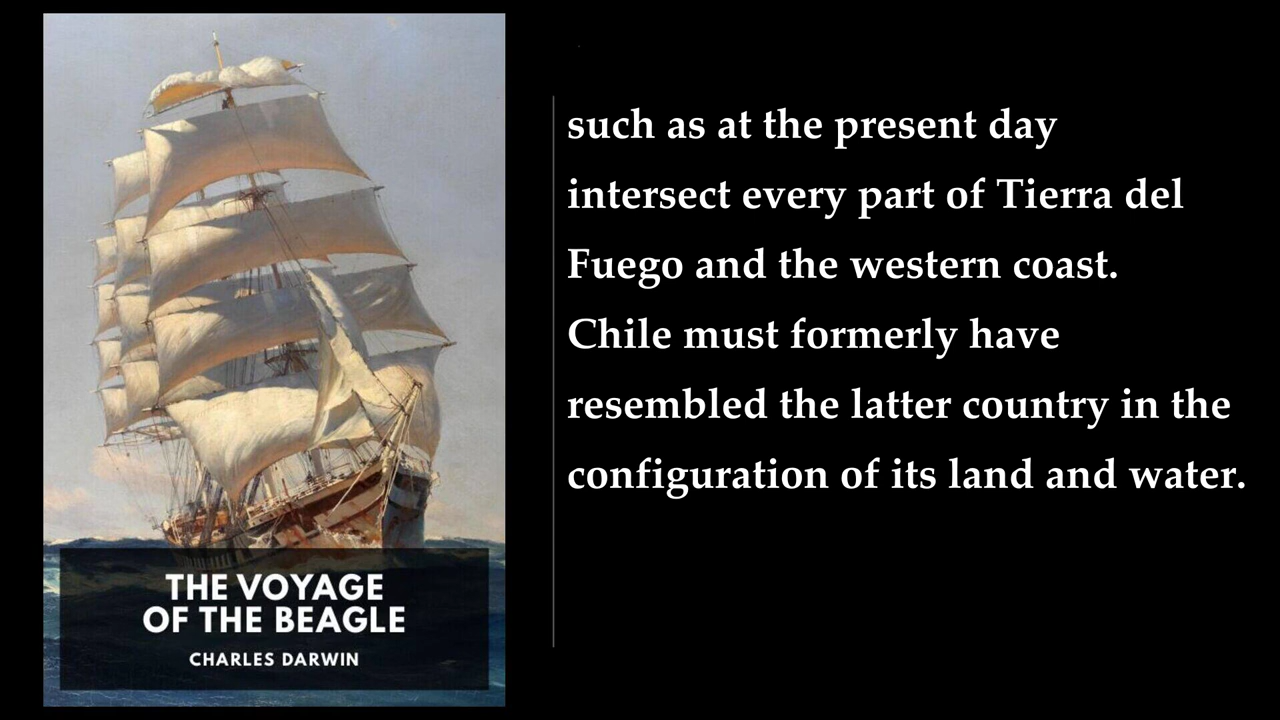 THE VOYAGE
OF THE BEAGLE
CHARLES DARWIN
such as at the present day
intersect every part of Tierra del
Fuego and the western coast.
Chile must formerly have
resembled the latter country in the
configuration of its land and water.